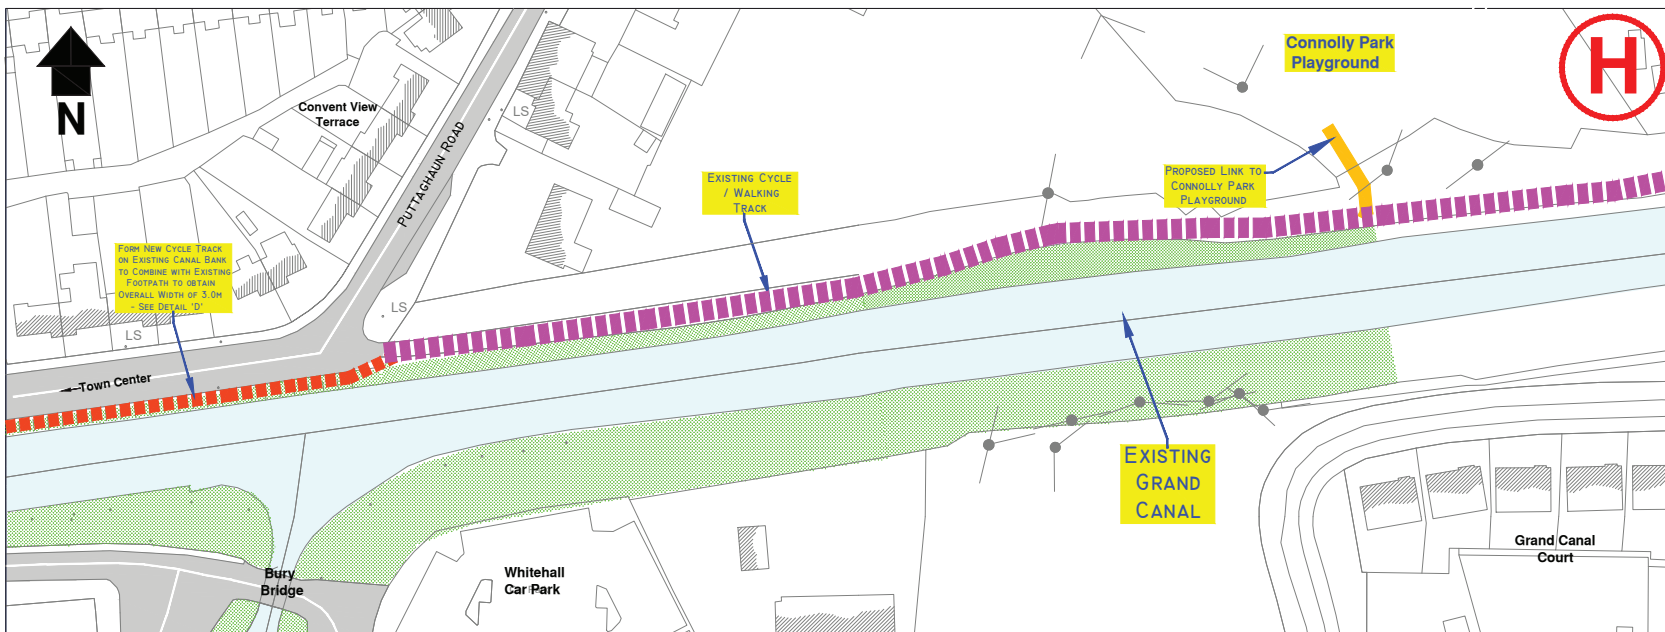 Connolly Park
Playground
H
N
Convent View
Terrace
LS
PUTTAGHAUN ROAD
EXISTING CYCLE
/ WALKING
TRACK
PROPOSED LINK TO
CONNOLLY PARK
PLAYGROUND
FORM NEW CYCLE TRACK
ON EXISTING CANAL BANK
TO COMBINE WITH EXISTING
FOOTPATH TO OBTAIN
OVERALL WIDTH OF 3.0M
- SEE DETAIL 'D'
LS
LS
Town Center
EXISTING
GRAND
CANAL
Grand Canal
Court
Bury
Bridge
Whitehall
Car Park